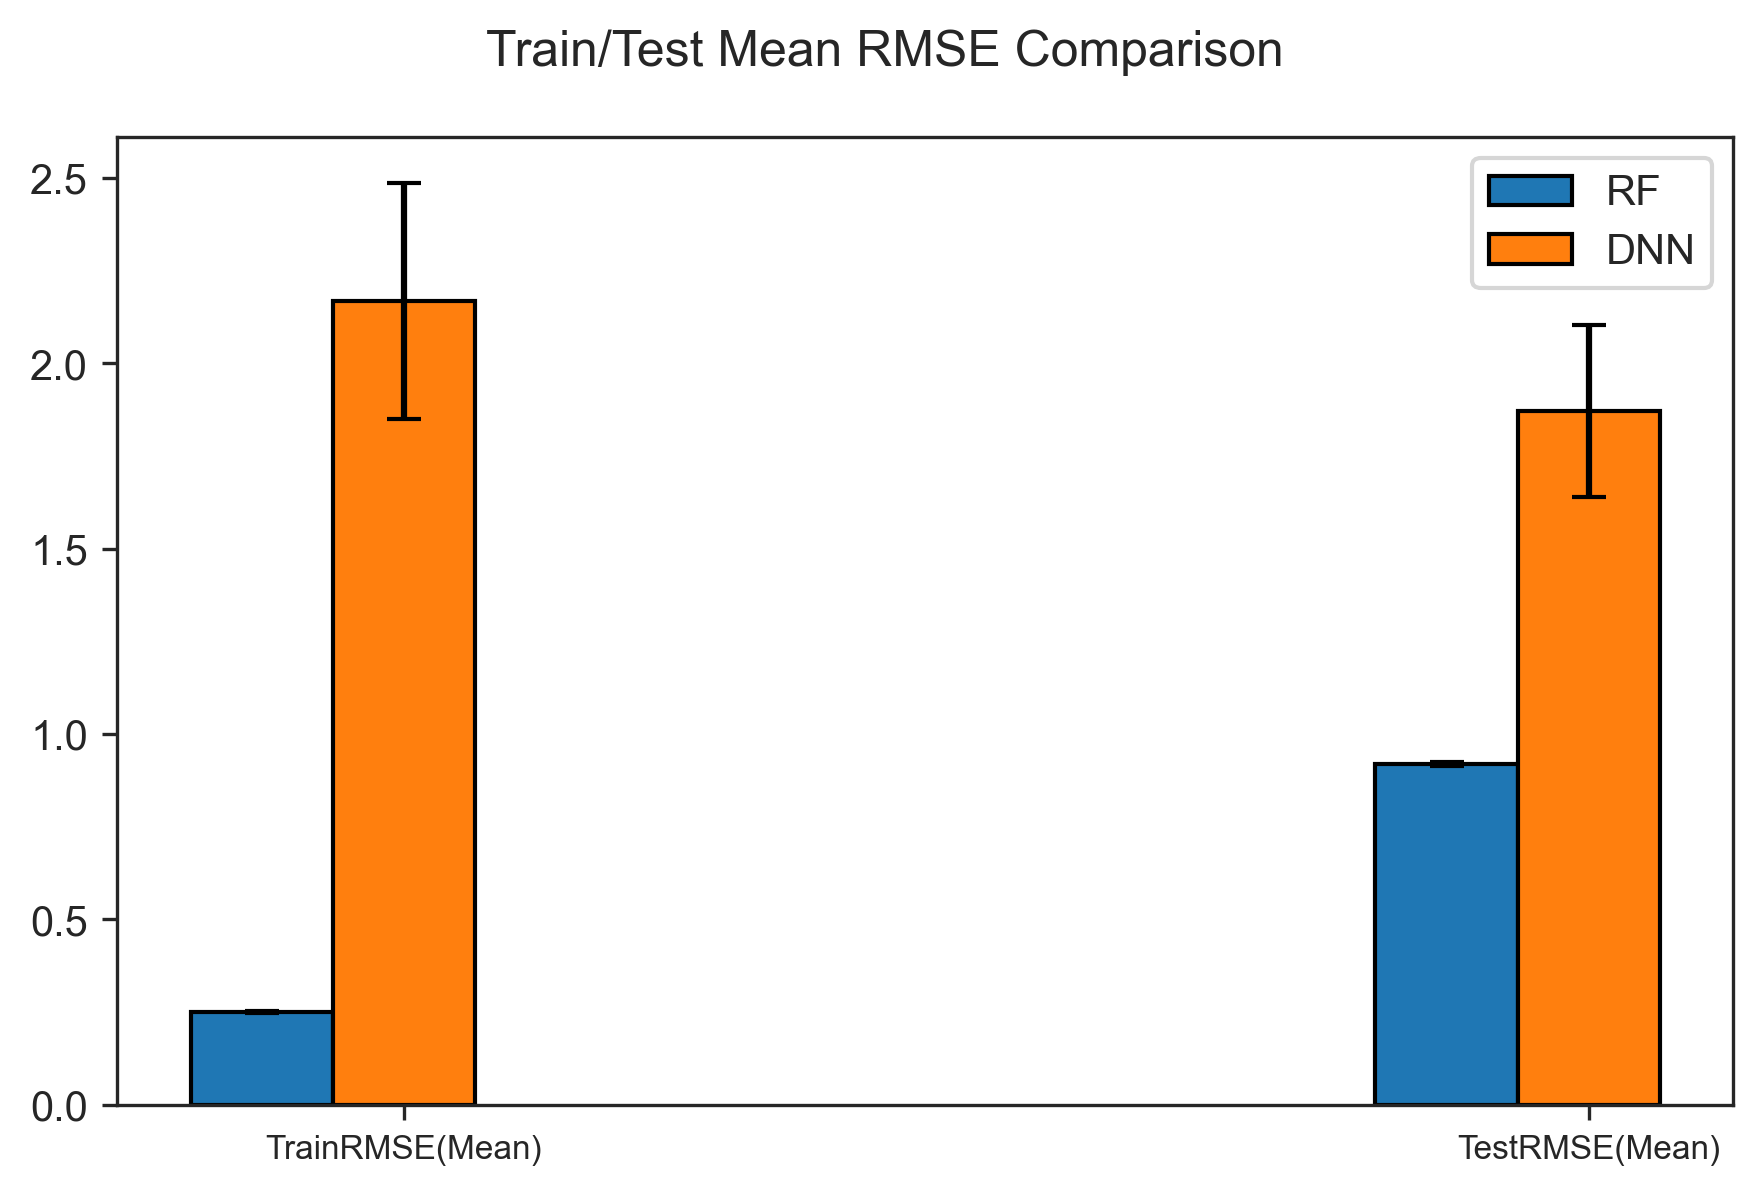 Train/Test Mean RMSE Comparison
2.5
2.0
1.5
1.0
0.5
0.0
RF
DNN
TrainRMSE(Mean)
TestRMSE(Mean)